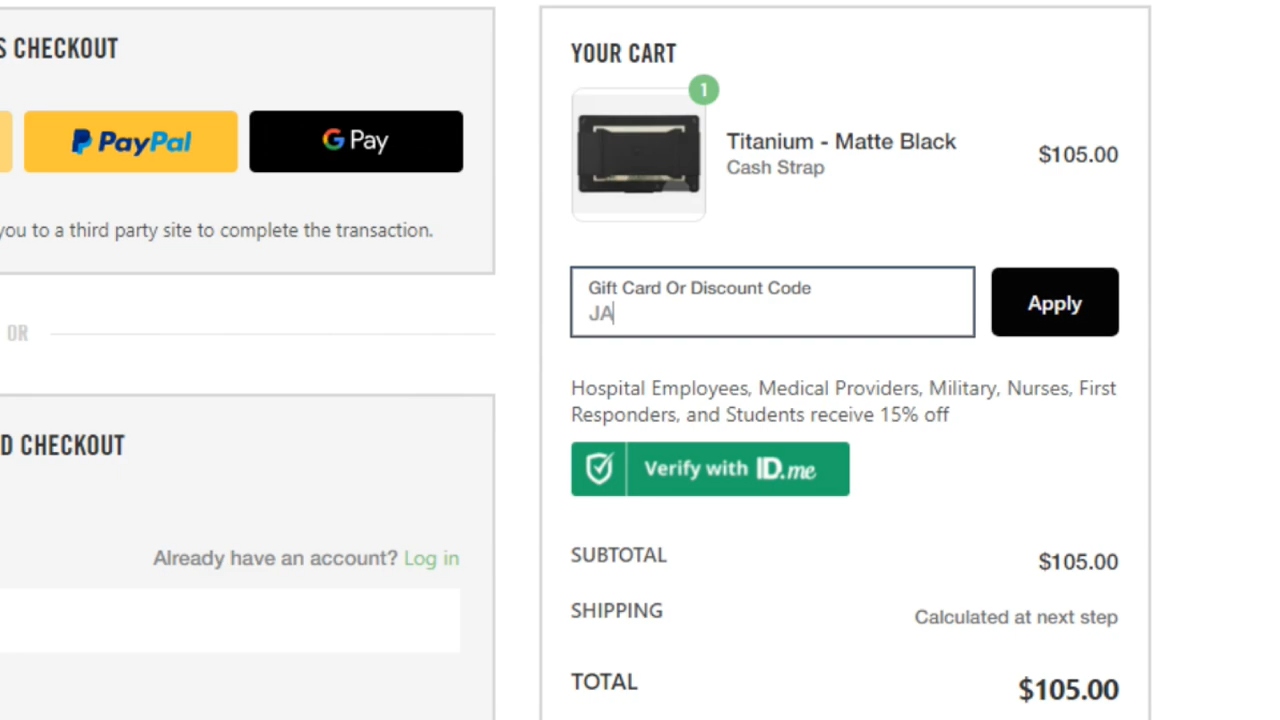 S CHECKOUT
PayPal
G Pay
you to a third party site to complete the transaction.
OR
D CHECKOUT
Already have an account? Log in
YOUR CART
1
Titanium - Matte Black
Cash Strap
$105.00
Gift Card Or Discount Code
JA
Apply
Hospital Employees, Medical Providers, Military, Nurses, First
Responders, and Students receive 15% off
Verify with ID.me
SUBTOTAL
$105.00
SHIPPING
Calculated at next step
TOTAL
$105.00